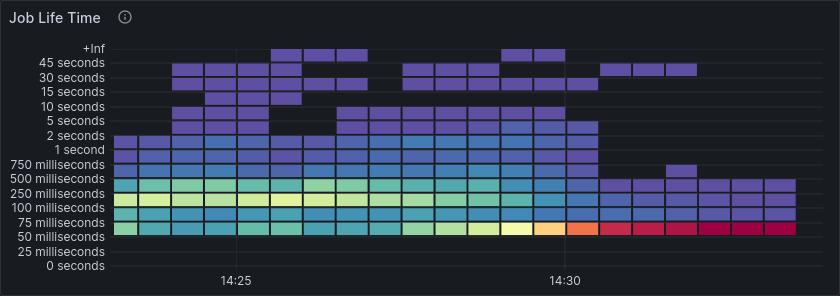 Job Life Time
+Inf
45 seconds
30 seconds
15 seconds
10 seconds
5 seconds
2 seconds
1 second
750 milliseconds
500 milliseconds
250 milliseconds
100 milliseconds
75 milliseconds
50 milliseconds
25 milliseconds
0 seconds
14:25 14:30